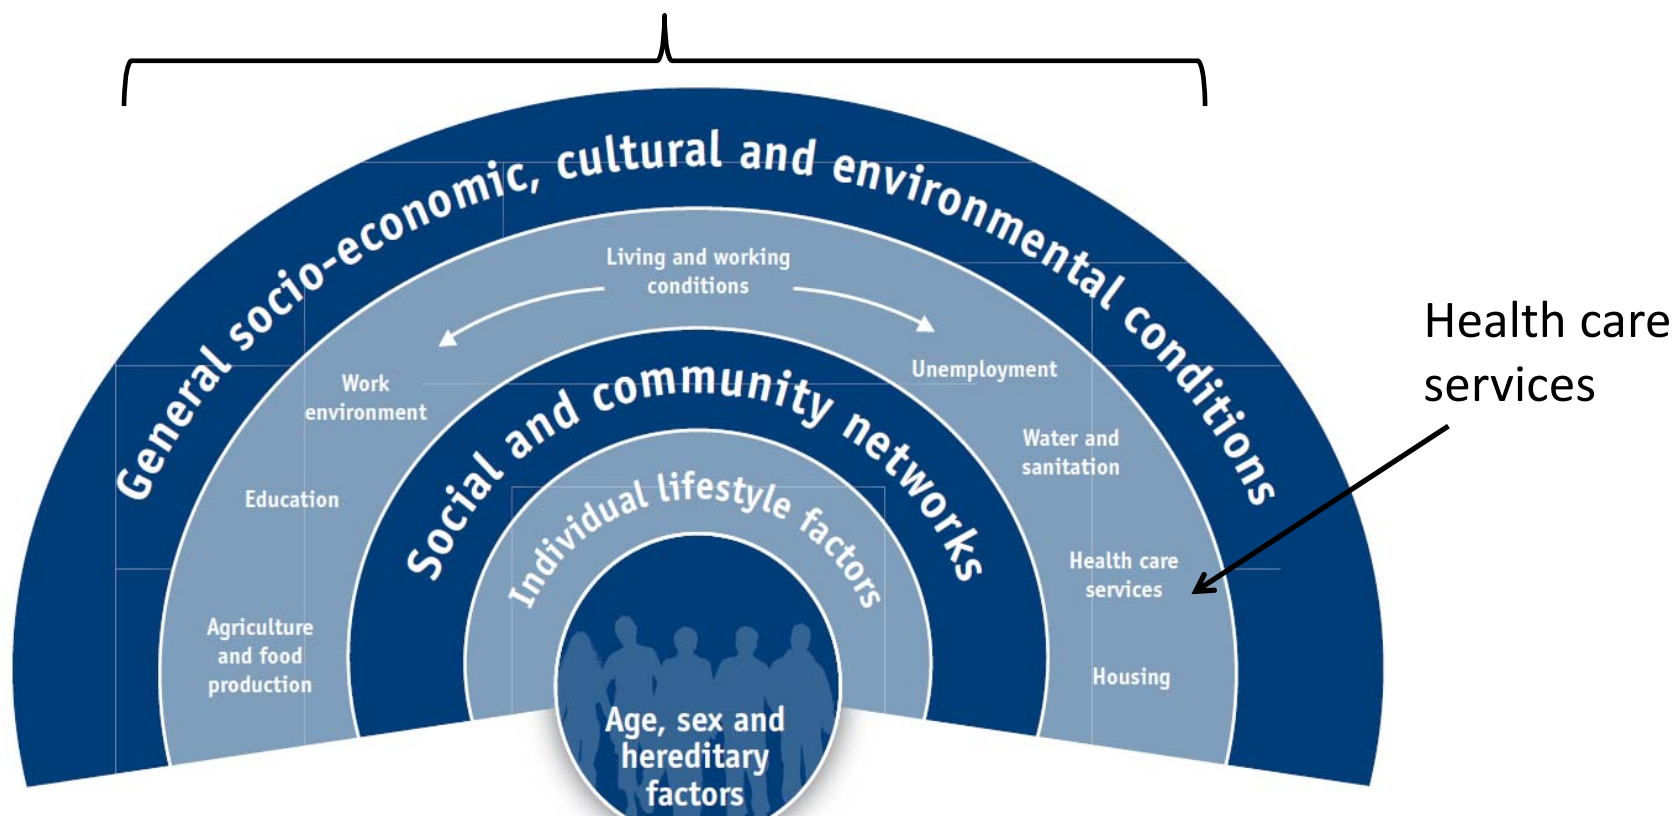 General socio-economic, cultural and environmental conditions
Living and working
conditions
Work
environment
Unemployment
Education
Water and
sanitation
Agriculture
and food
production
Health care
services
Housing
Social and community networks
Individual lifestyle factors
Age, sex and
hereditary
factors
Health care
services